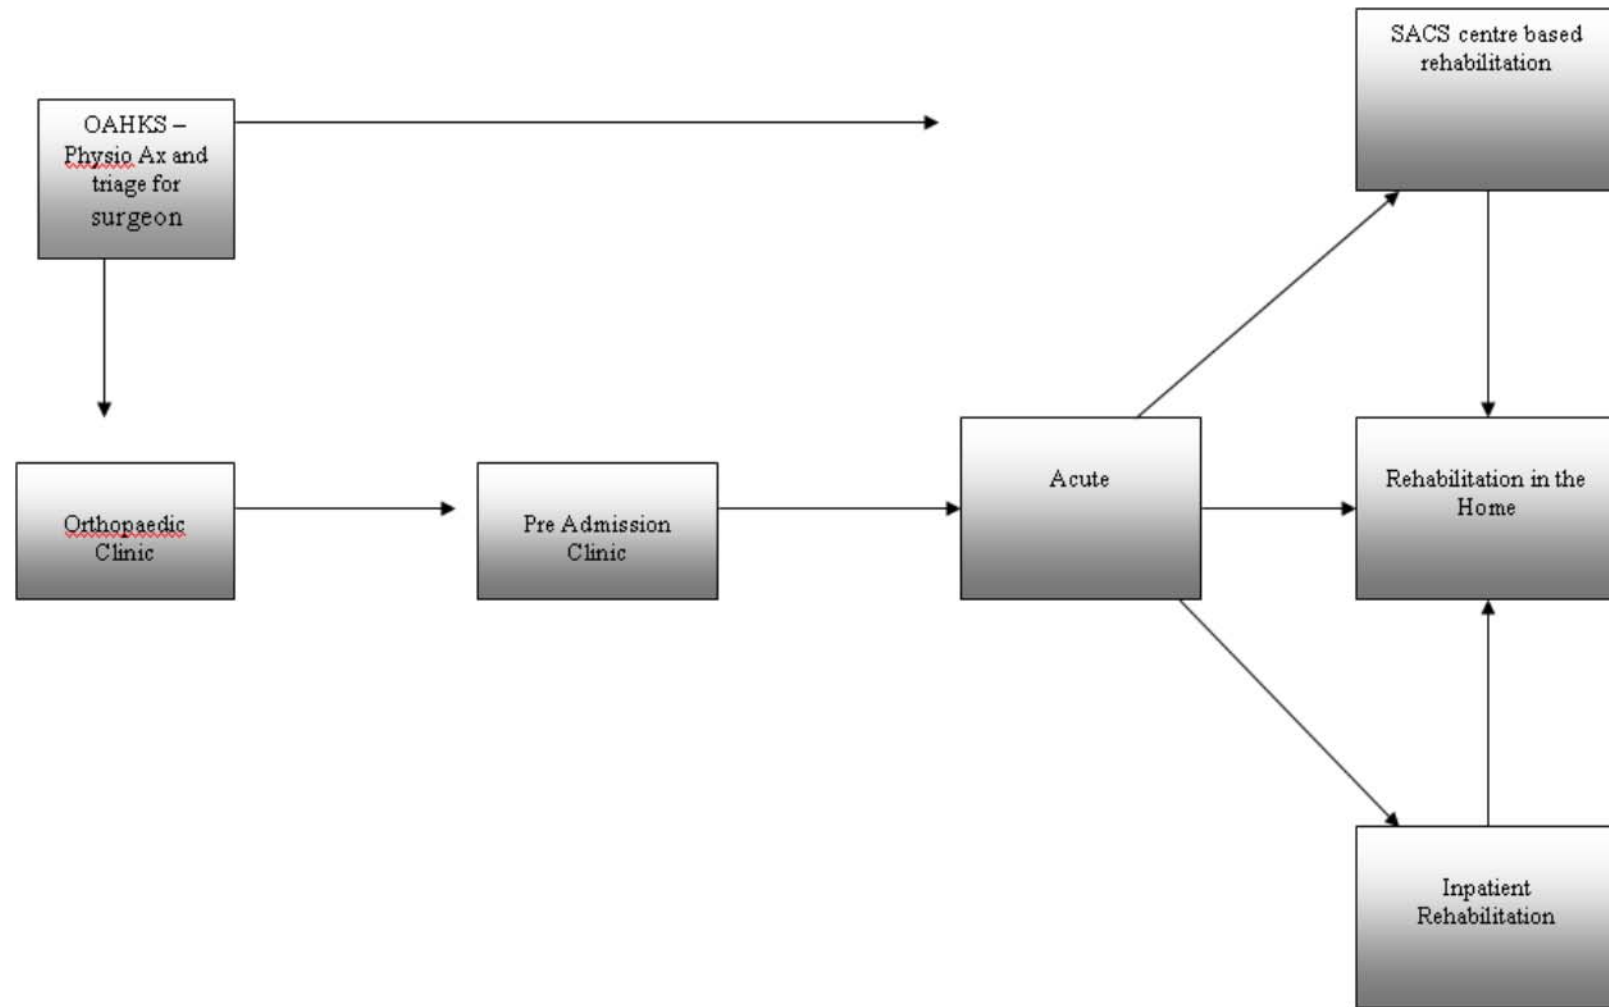 SACS centre based
rehabilitation
OAHKS –
Physio Ax and
triage for
surgeon
Acute
Rehabilitation in the
Home
Orthopaedic
Clinic
Pre Admission
Clinic
Inpatient
Rehabilitation